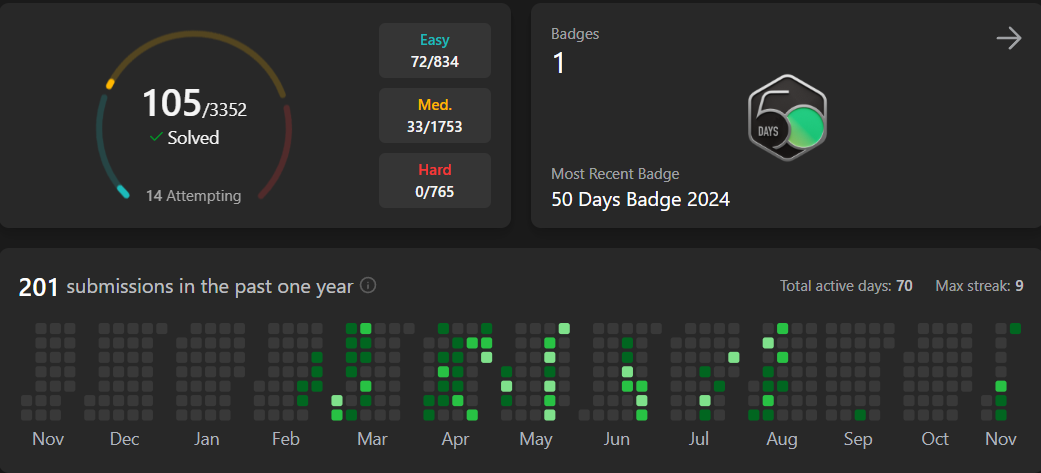 Easy
72/834
105/3352
Solved
Med.
33/1753
Hard
0/765
14 Attempting
Badges
1
50
DAYS
Most Recent Badge
50 Days Badge 2024
201 submissions in the past one year
Total active days: 70 Max streak: 9
Nov Dec Jan Feb Mar Apr May Jun Jul Aug Sep Oct Nov